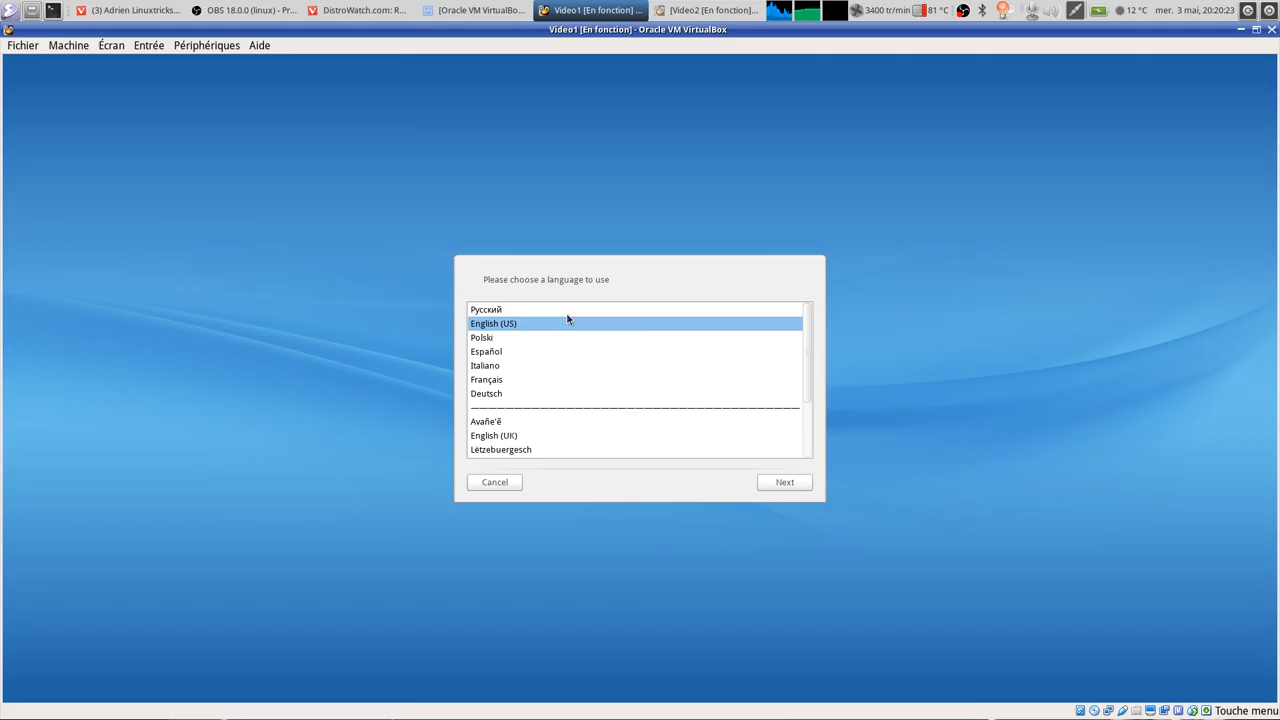 (3) Adrien Linuxtricks...
OBS 18.0.0 (linux) - Pr...
DistroWatch.com: R...
[Oracle VM VirtualBo...
Video1 [En fonction] ...
[Video2 [En fonction]...
3400 tr/min
81 °C
12 °C
mer. 3 mai, 20:20:23
Video1 [En fonction] - Oracle VM VirtualBox
Fichier Machine Écran Entrée Périphériques Aide
Please choose a language to use
Русский
English (US)
Polski
Español
Italiano
Français
Deutsch
Avañe'ẽ
English (UK)
Lëtzebuergesch
Cancel
Next
Touche menu